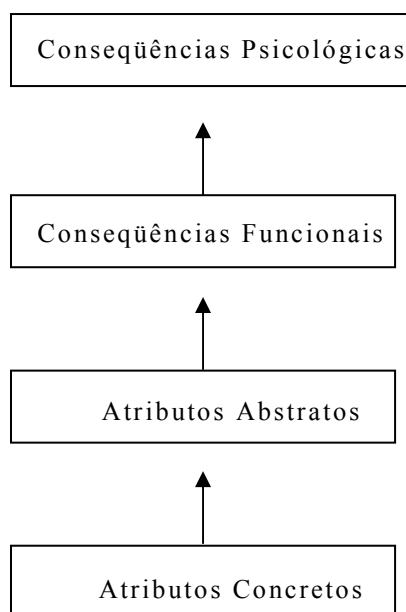 Conseqüências Psicológicas
Conseqüências Funcionais
Atributos Abstratos
Atributos Concretos